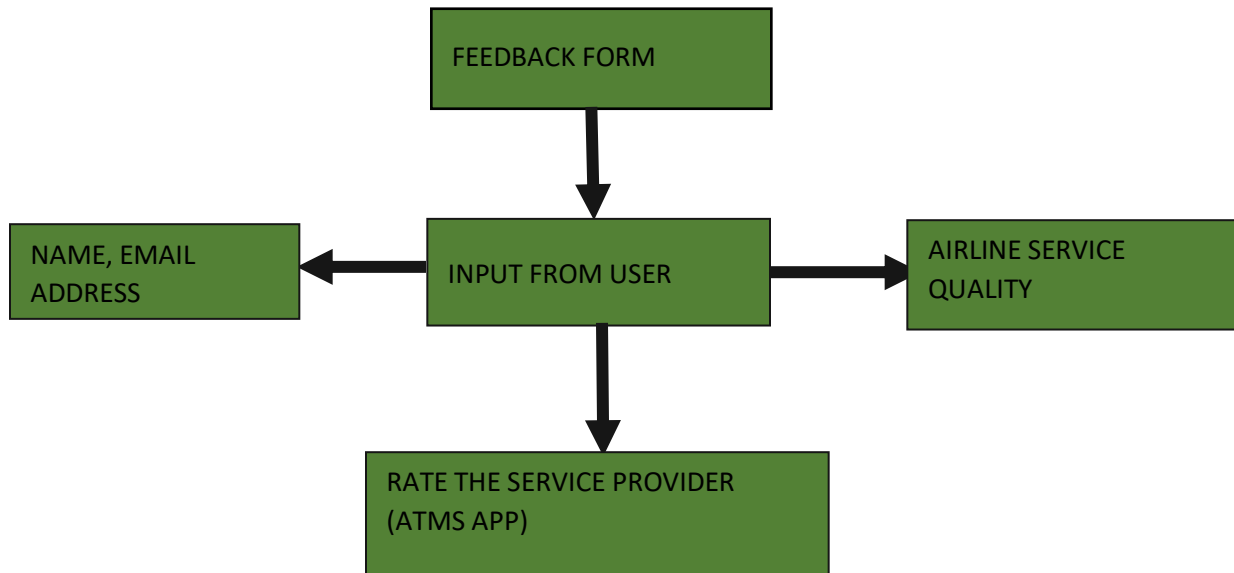 FEEDBACK FORM
NAME, EMAIL
ADDRESS
INPUT FROM USER
AIRLINE SERVICE
QUALITY
RATE THE SERVICE PROVIDER
(ATMS APP)